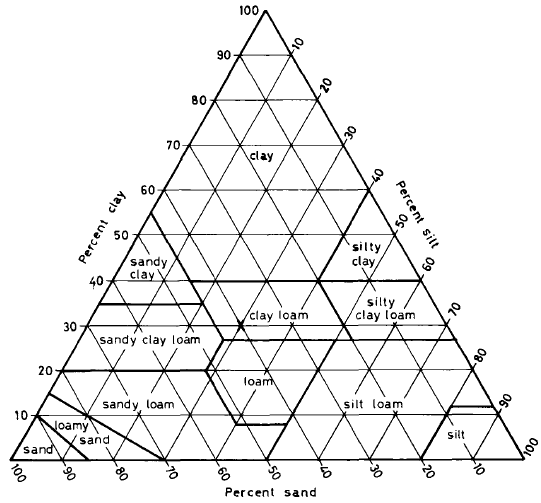 100
90
10
80
20
70
30
clay
60
40
Percent clay
Percent silt
50
50
sandy
clay
silty
clay
40
60
clay loam
silty
clay loam
30
70
sandy clay loam
20
80
loam
sandy loam
silt loam
10
90
loamy
sand
silt
sand
100
90
80
70
60
50
40
30
20
10
100
Percent sand